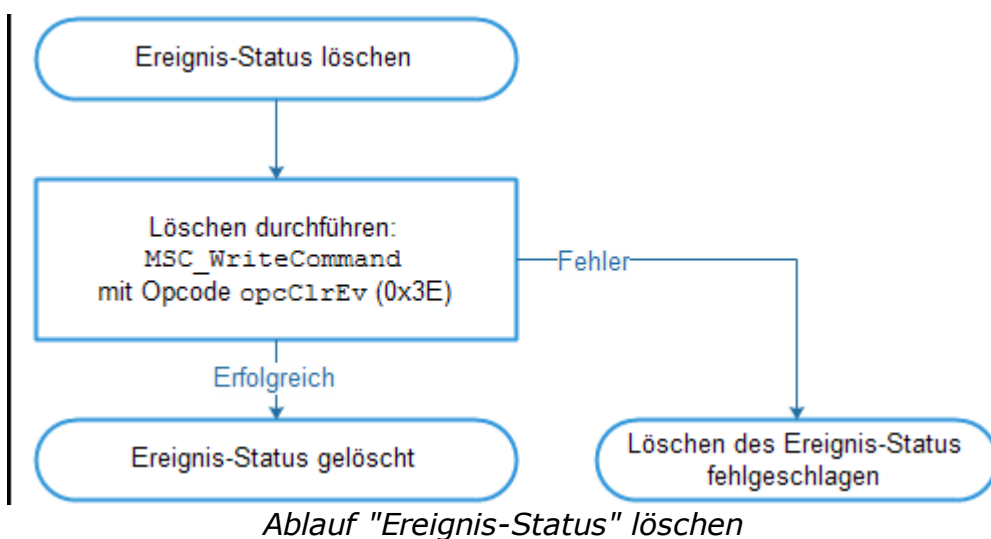 Ereignis-Status löschen
Löschen durchführen:
MSC_WriteCommand
mit Opcode opcClrEv (0x3E)
Fehler
Erfolgreich
Ereignis-Status gelöscht
Löschen des Ereignis-Status
fehlgeschlagen
Ablauf "Ereignis-Status" löschen